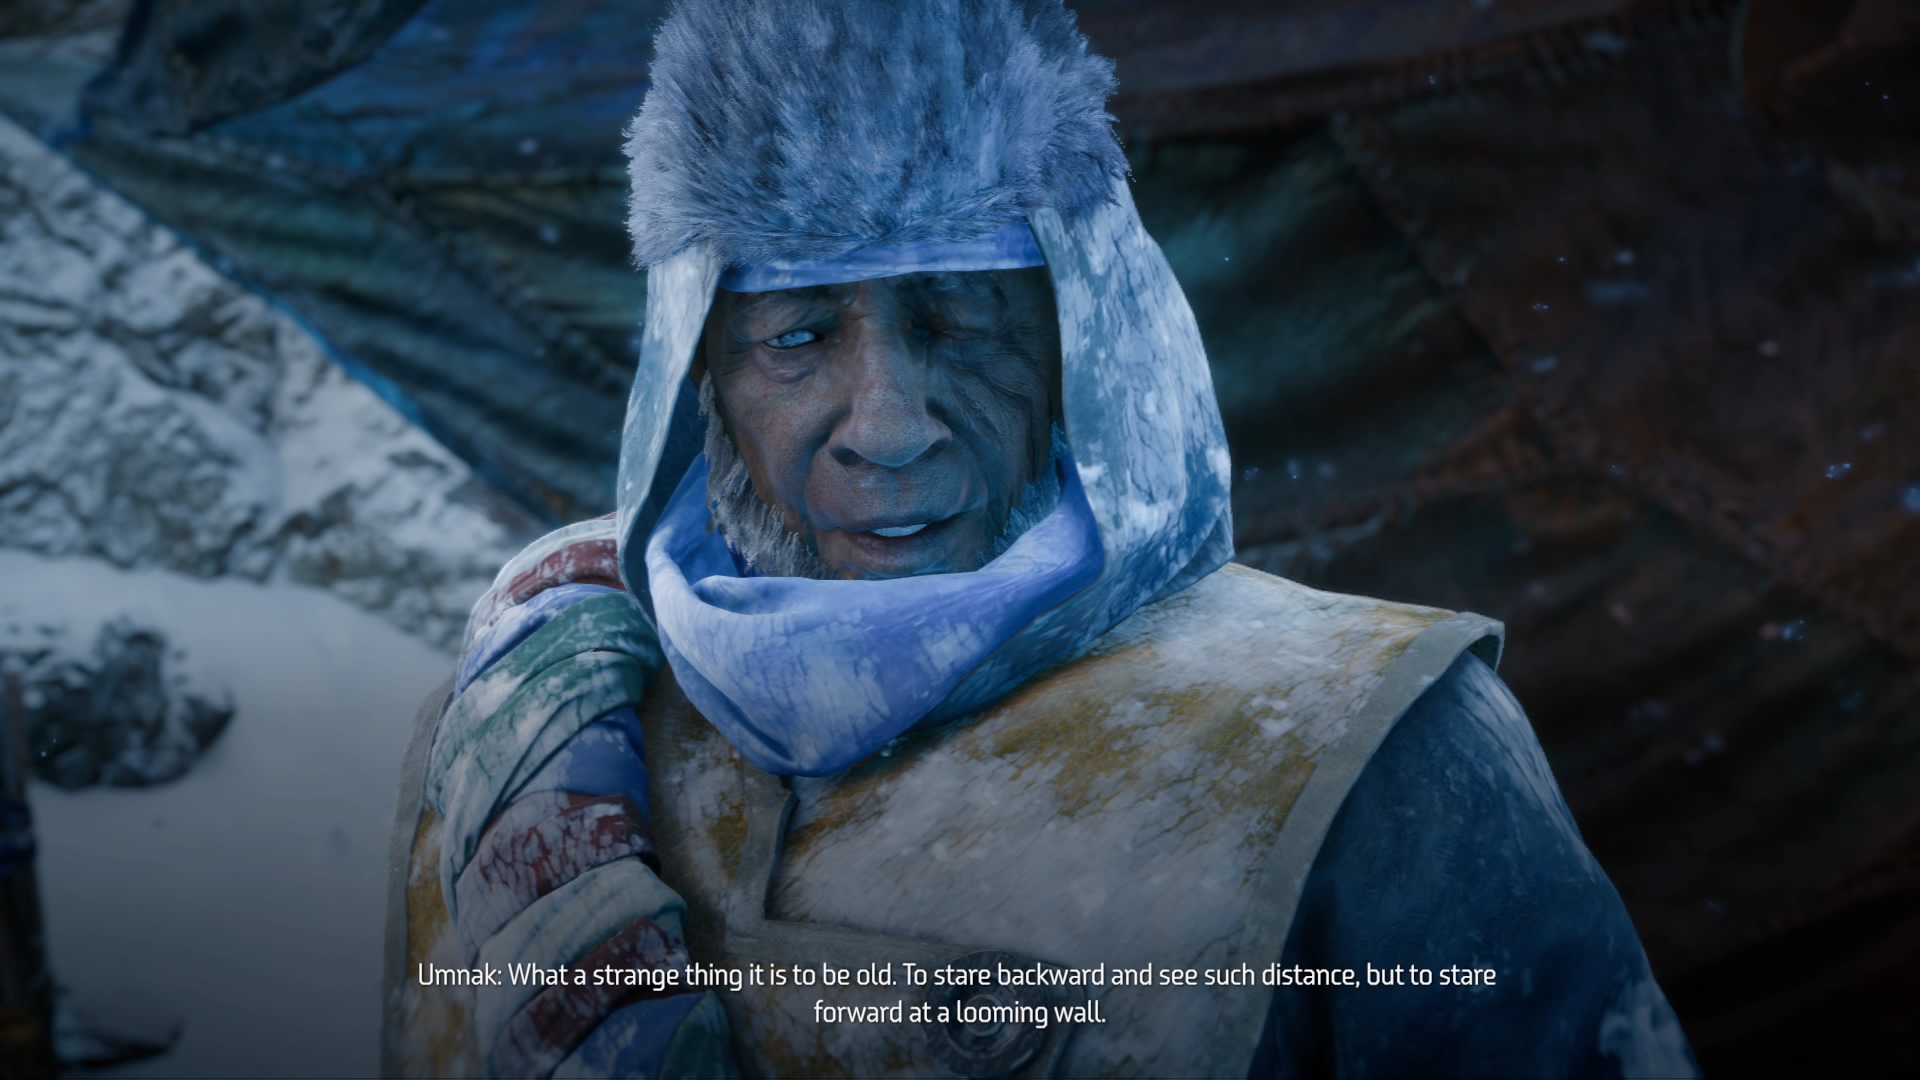 Umnak: What a strange thing it is to be old. To stare backward and see such distance, but to stare
forward at a looming wall.